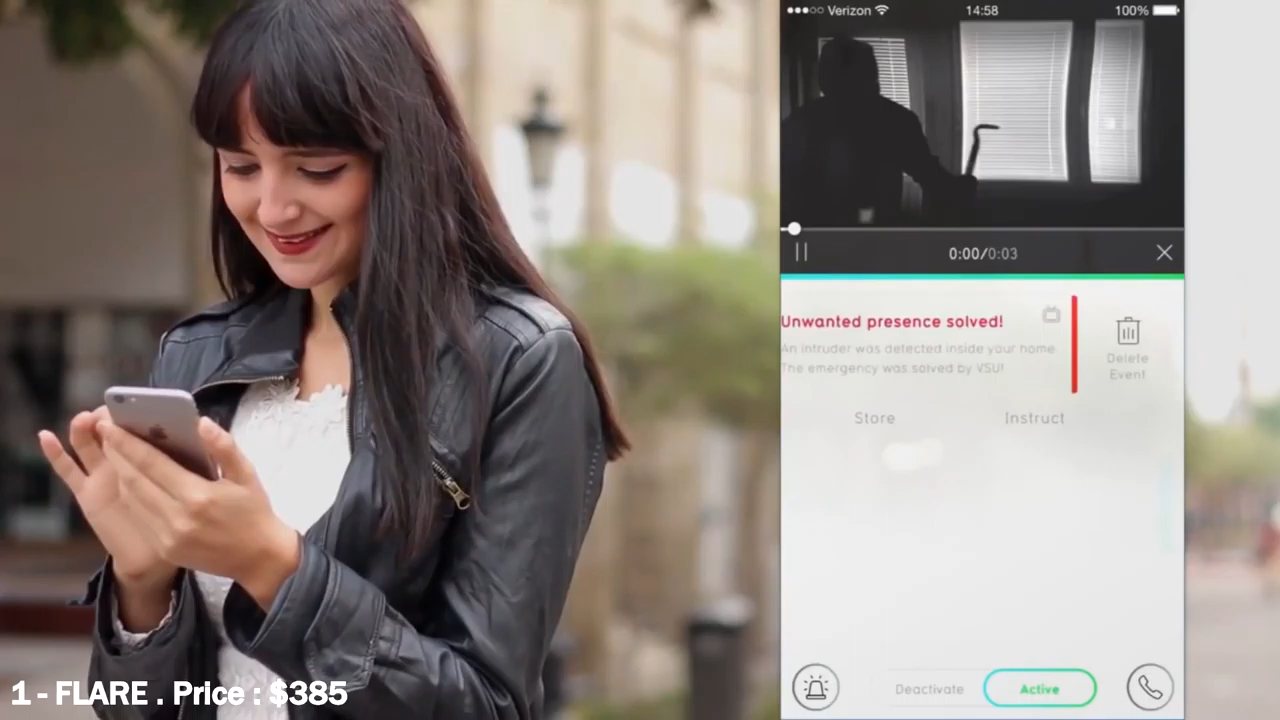 Verizon 14:58 100%
0:00/0:03
Unwanted presence solved!
An intruder was detected inside your home.
The emergency was solved by VSU!
Delete
Event
Store Instruct
Deactivate Active
1 - FLARE . Price : $385